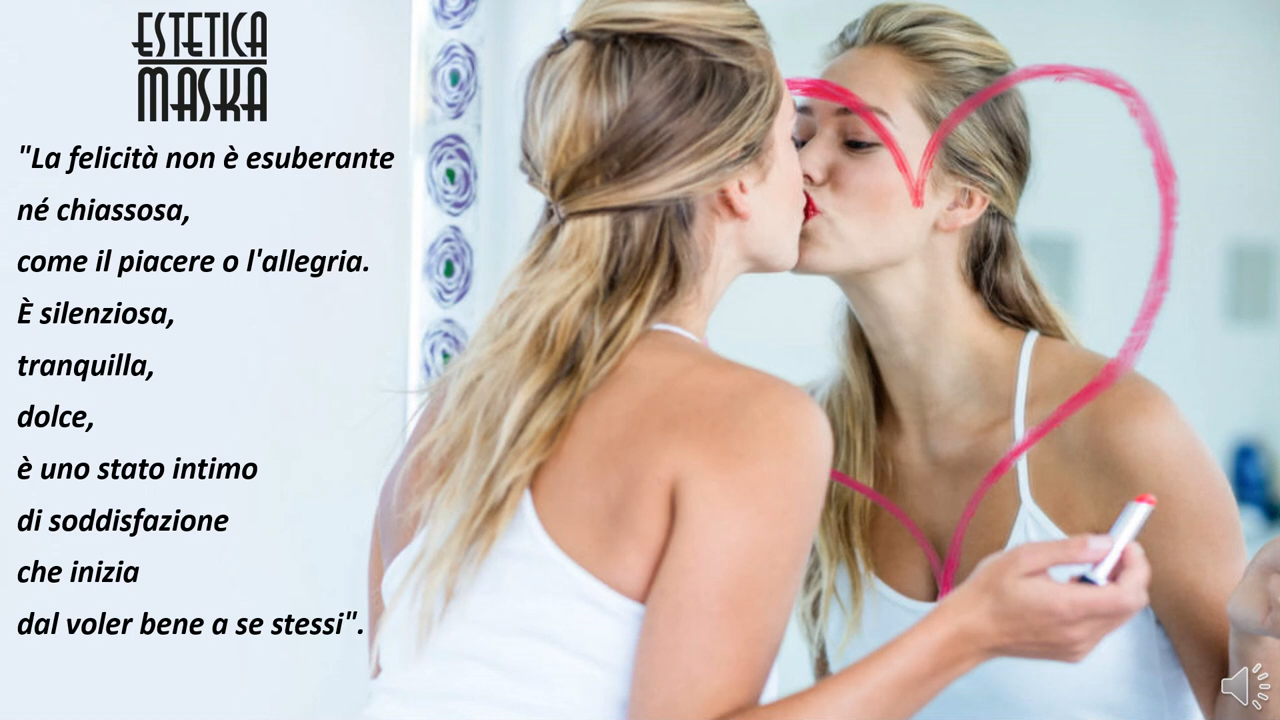 ESTETICA
MASKA
"La felicità non è esuberante
né chiassosa,
come il piacere o l'allegria.
È silenziosa,
tranquilla,
dolce,
è uno stato intimo
di soddisfazione
che inizia
dal voler bene a se stessi".